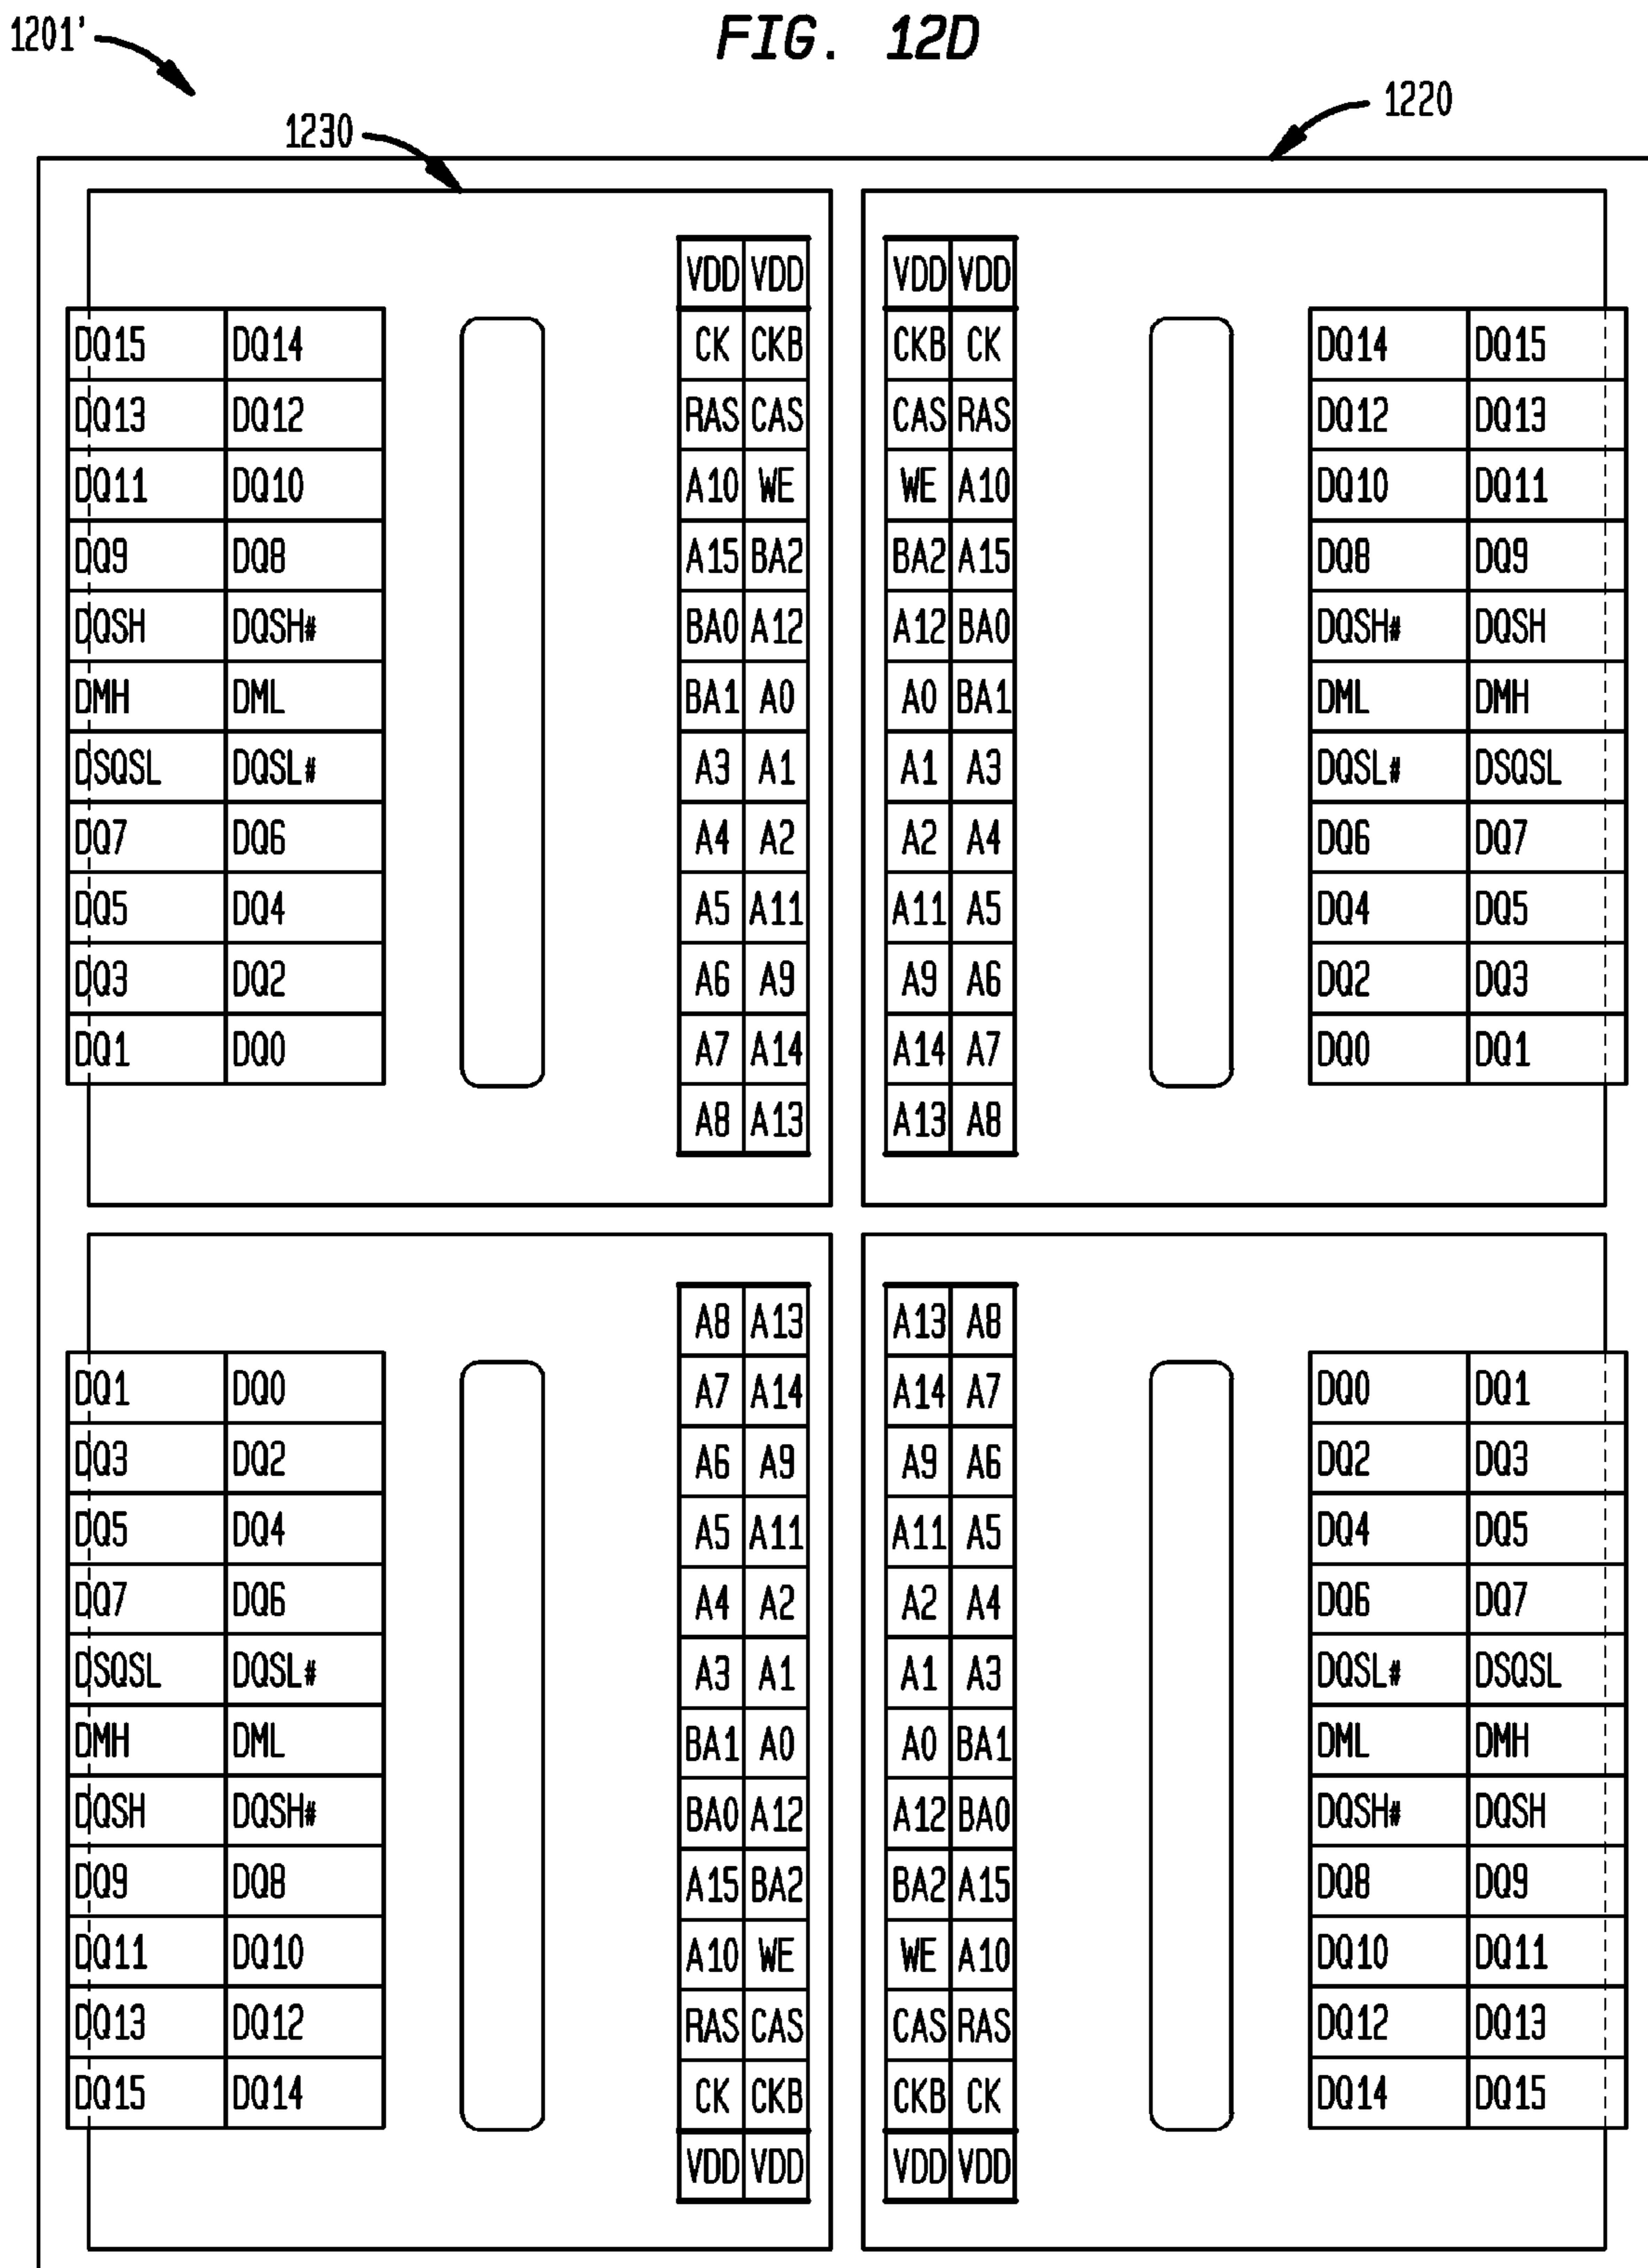 1201'
FIG. 12D
1220
1230
VDD VDD VDD VDD
DQ15 DQ14 CK CKB CKB CK DQ14 DQ15
DQ13 DQ12 RAS CAS CAS RAS DQ12 DQ13
DQ11 DQ10 A10 WE WE A10 DQ10 DQ11
DQ9 DQ8 A15 BA2 BA2 A15 DQ8 DQ9
DQSH DQSH# BA0 A12 A12 BA0 DQSH# DQSH
DMH DML BA1 A0 A0 BA1 DML DMH
DSQSL DQSL# A3 A1 A1 A3 DQSL# DSQSL
DQ7 DQ6 A4 A2 A2 A4 DQ6 DQ7
DQ5 DQ4 A5 A11 A11 A5 DQ4 DQ5
DQ3 DQ2 A6 A9 A9 A6 DQ2 DQ3
DQ1 DQ0 A7 A14 A14 A7 DQ0 DQ1
A8 A13 A13 A8
A8 A13 A13 A8
DQ1 DQ0 A7 A14 A14 A7 DQ0 DQ1
DQ3 DQ2 A6 A9 A9 A6 DQ2 DQ3
DQ5 DQ4 A5 A11 A11 A5 DQ4 DQ5
DQ7 DQ6 A4 A2 A2 A4 DQ6 DQ7
DSQSL DQSL# A3 A1 A1 A3 DQSL# DSQSL
DMH DML BA1 A0 A0 BA1 DML DMH
DQSH DQSH# BA0 A12 A12 BA0 DQSH# DQSH
DQ9 DQ8 A15 BA2 BA2 A15 DQ8 DQ9
DQ11 DQ10 A10 WE WE A10 DQ10 DQ11
DQ13 DQ12 RAS CAS CAS RAS DQ12 DQ13
DQ15 DQ14 CK CKB CKB CK DQ14 DQ15
VDD VDD VDD VDD